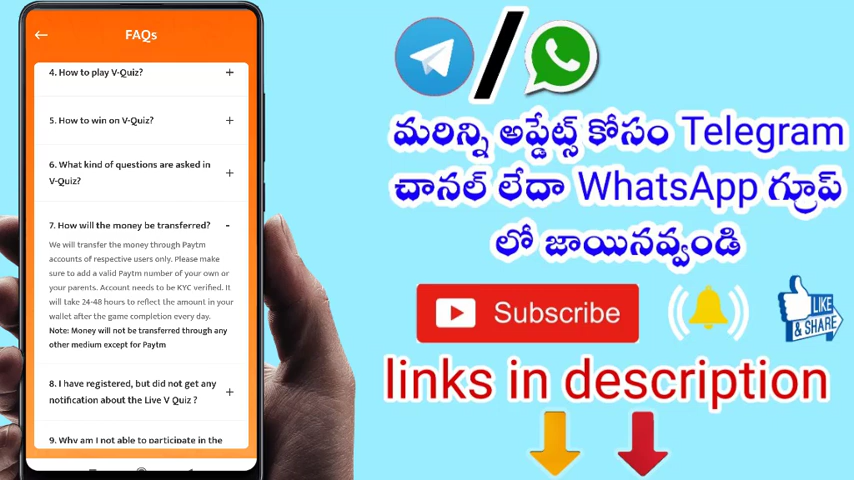 FAQs
4. How to play V-Quiz?
5. How to win on V-Quiz?
6. What kind of questions are asked in
V-Quiz?
7. How will the money be transferred?
We will transfer the money through Paytm
accounts of respective users only. Please make
sure to add a valid Paytm number of your own or
your parents. Account needs to be KYC verified. It
will take 24-48 hours to reflect the amount in your
wallet after the game completion every day.
Note: Money will not be transferred through any
other medium except for Paytm
8. I have registered, but did not get any
notification about the Live V Quiz ?
9. Why am I not able to participate in the
మరిన్ని అప్డేట్స్ కోసం Telegram
చానల్ లేదా WhatsApp గ్రూప్
లో జాయినవ్వండి
Subscribe
LIKE
& SHARE
links in description